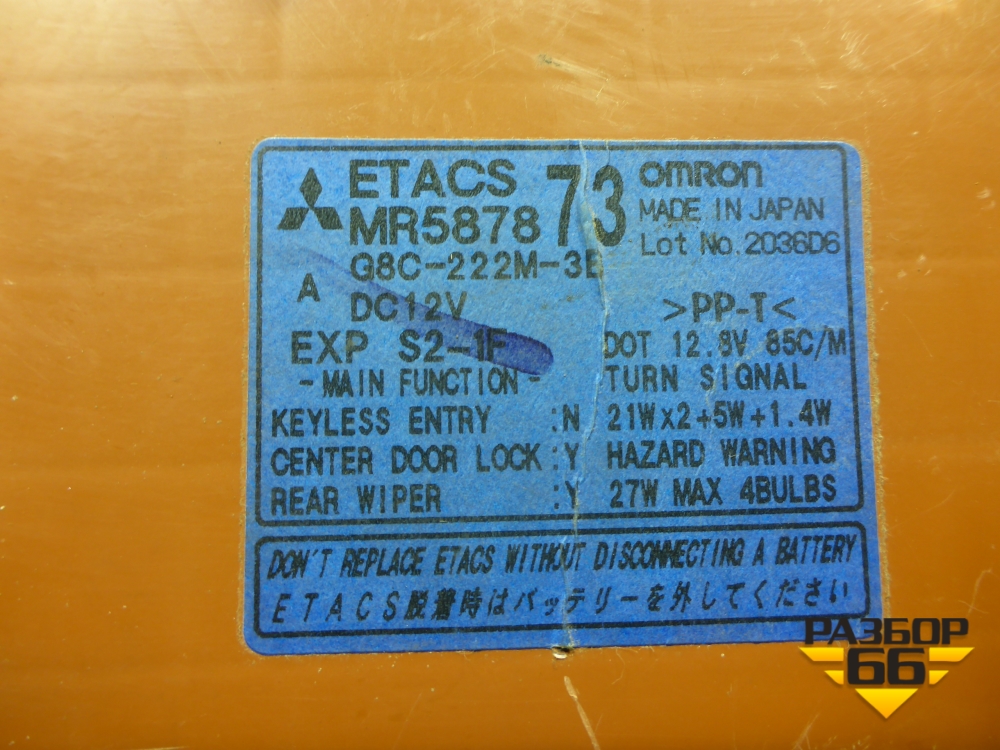 ETACS
MR5878 73
omron
MADE IN JAPAN
Lot No.2036D6
A G8C-222M-3E
DC12V
>PP-T<
EXP S2-1F
DOT 12.8V 85C/M
-MAIN FUNCTION-
TURN SIGNAL
KEYLESS ENTRY :N
21W×2+5W+1.4W
CENTER DOOR LOCK:Y
HAZARD WARNING
REAR WIPER :Y
27W MAX 4BULBS
DON'T REPLACE ETACS WITHOUT DISCONNECTING A BATTERY
ETACS脱着時はバッテリーを外してください
РАЗБОР
66